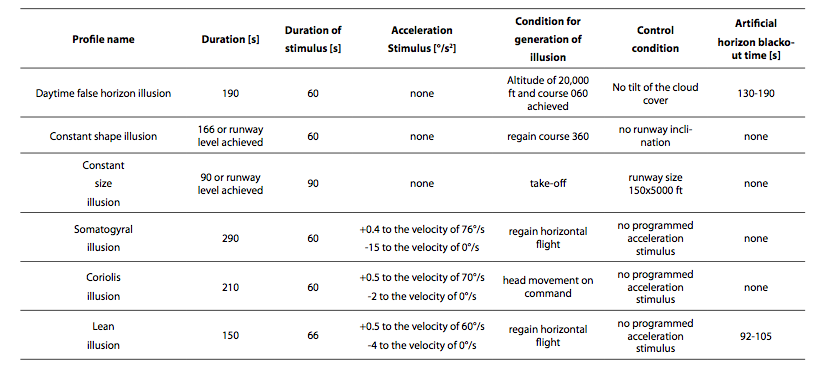 Profile name
Duration [s]
Duration of
stimulus [s]
Acceleration
Stimulus [°/s²]
Condition for
generation of
illusion
Control
condition
Artificial
horizon blacko-
ut time [s]
Daytime false horizon illusion
190
60
none
Altitude of 20,000
ft and course 060
achieved
No tilt of the cloud
cover
130-190
Constant shape illusion
166 or runway
level achieved
60
none
regain course 360
no runway incli-
nation
none
Constant
size
illusion
90 or runway
level achieved
90
none
take-off
runway size
150x5000 ft
none
Somatogyral
illusion
290
60
+0.4 to the velocity of 76°/s
-15 to the velocity of 0°/s
regain horizontal
flight
no programmed
acceleration
stimulus
none
Coriolis
illusion
210
60
+0.5 to the velocity of 70°/s
-2 to the velocity of 0°/s
head movement on
command
no programmed
acceleration
stimulus
none
Lean
illusion
150
66
+0.5 to the velocity of 60°/s
-4 to the velocity of 0°/s
regain horizontal
flight
no programmed
acceleration
stimulus
92-105